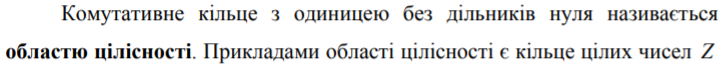 Комутативне кільце з одиницею без дільників нуля називається
областю цілісності. Прикладами області цілісності є кільце цілих чисел Z